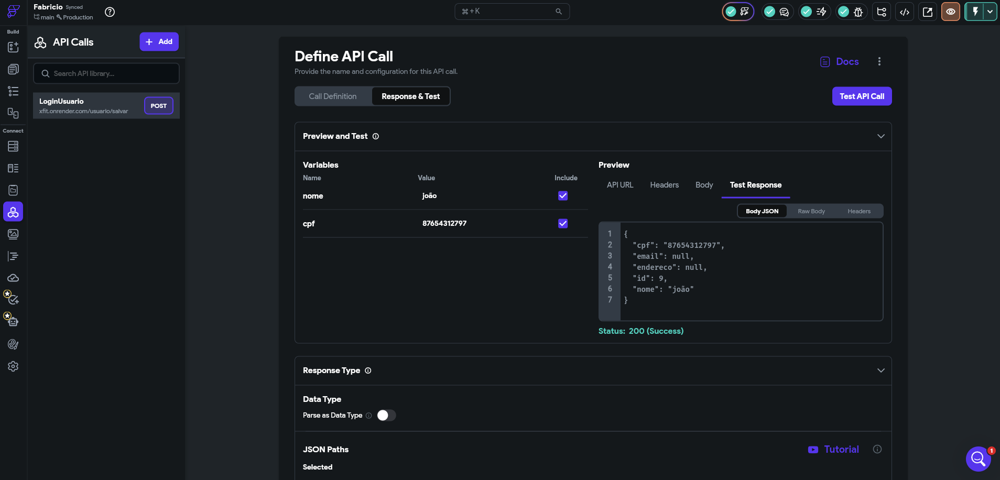 Fabricio Synced
main Production
⌘ + K
Build
Connect
API Calls
+ Add
Search API library...
LoginUsuario
xfit.onrender.com/usuario/salvar
POST
Define API Call
Provide the name and configuration for this API call.
Docs
Call Definition
Response & Test
Test API Call
Preview and Test
Variables
Name Value Include
nome joão
cpf 87654312797
Preview
API URL Headers Body Test Response
Body JSON Raw Body Headers
1 {
2 "cpf": "87654312797",
3 "email": null,
4 "endereco": null,
5 "id": 9,
6 "nome": "joão"
7 }
Status: 200 (Success)
Response Type
Data Type
Parse as Data Type
JSON Paths
Tutorial
Selected
1